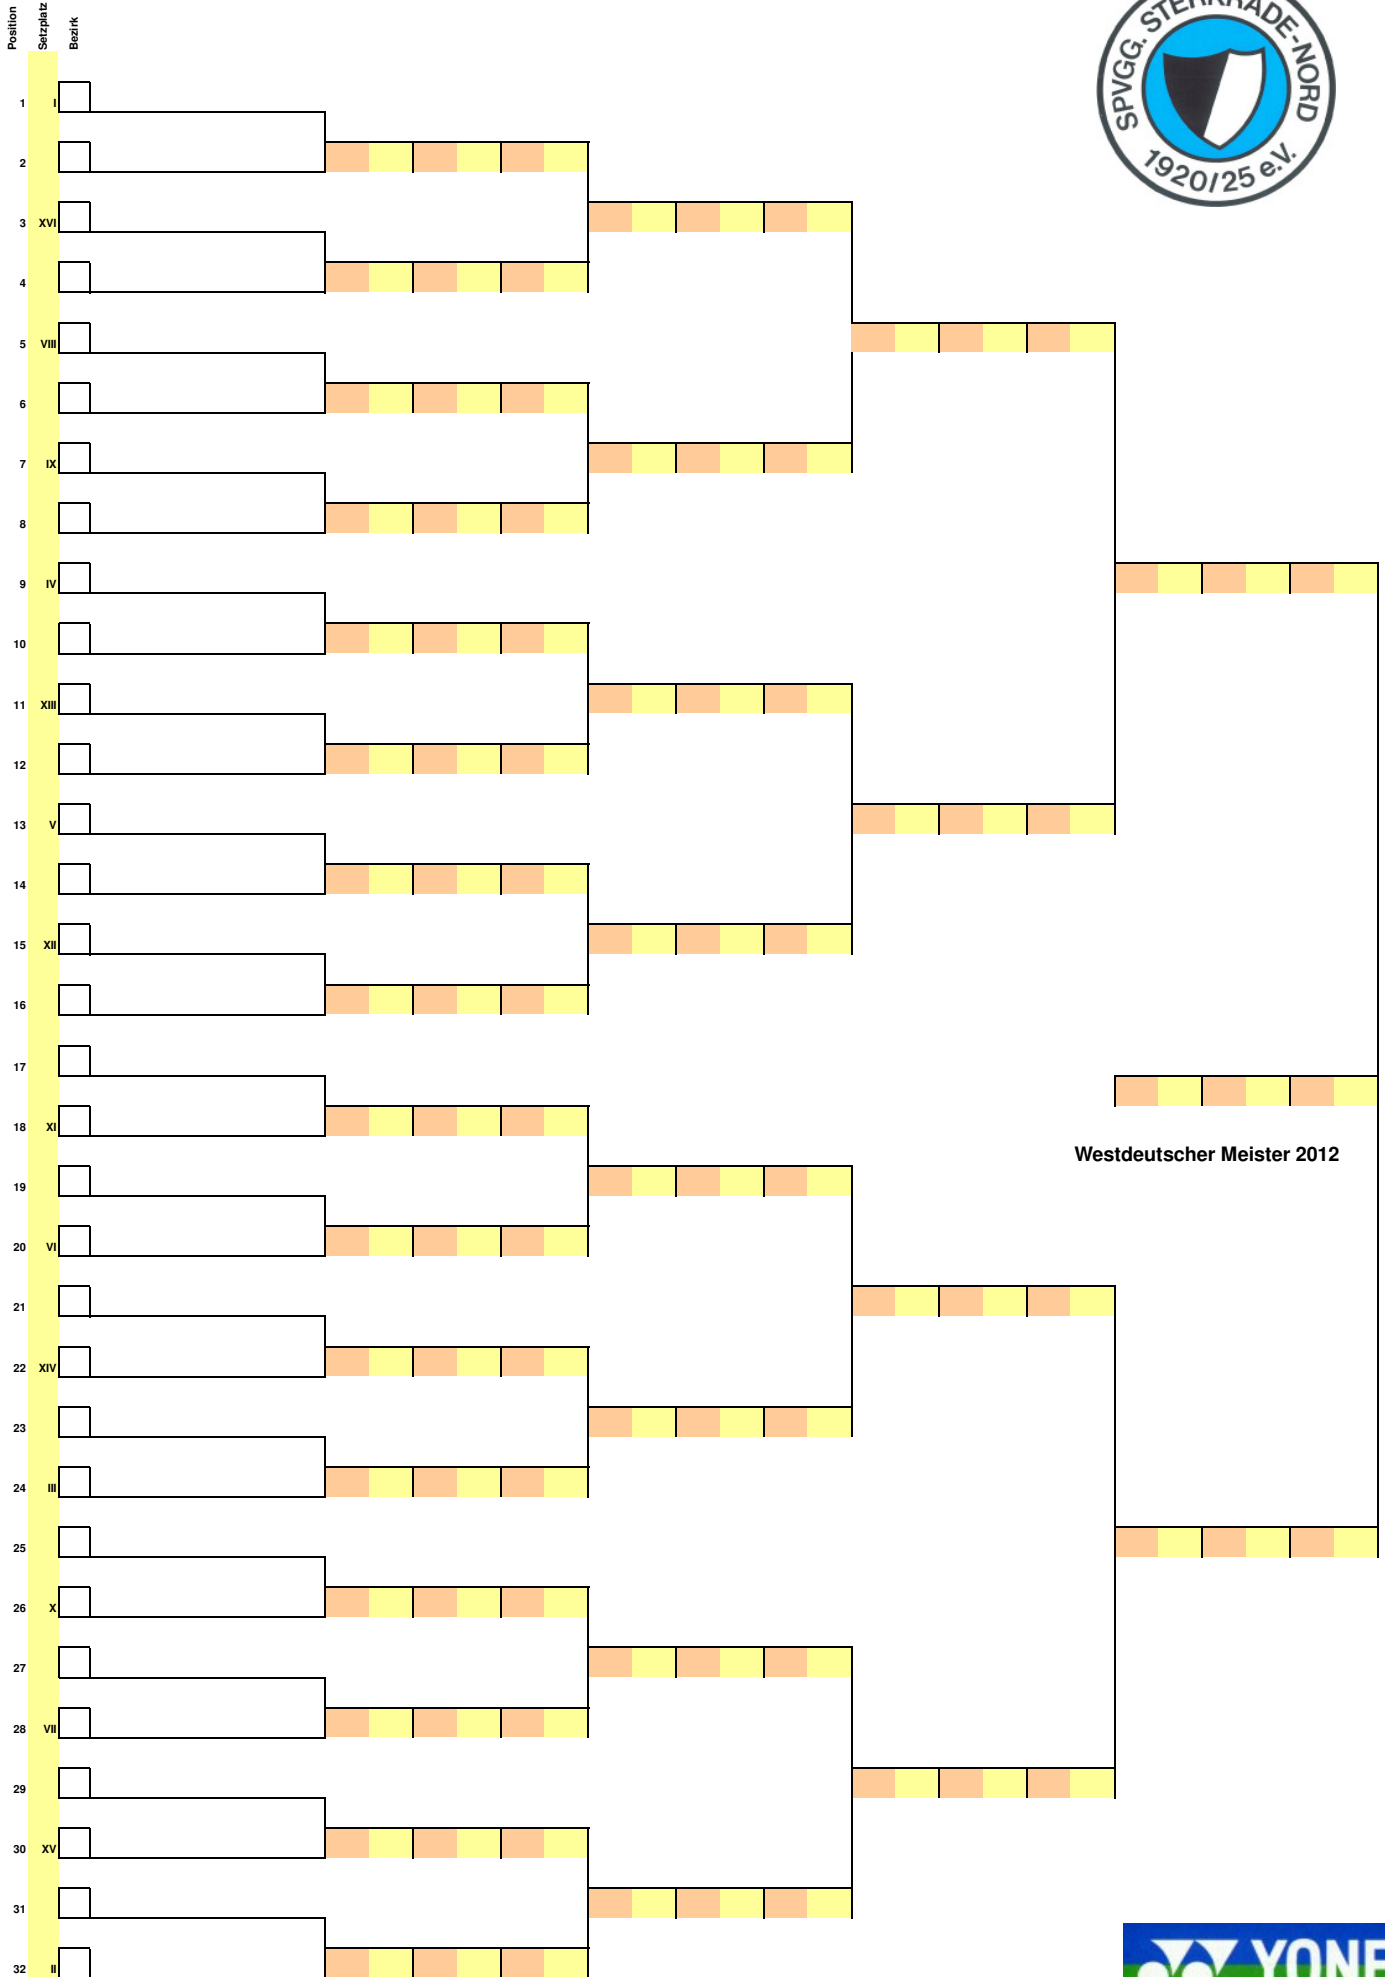 Position Setzplatz Bezirk
SPVGG. STERKRADE-NORD
1920/25 e.V.
1 I
2
3 XVI
4
5 VIII
6
7 IX
8
9 IV
10
11 XIII
12
13 V
14
15 XII
16
17
18 XI
Westdeutscher Meister 2012
19
20 VI
21
22 XIV
23
24 III
25
26 X
27
28 VII
29
30 XV
31
32 II